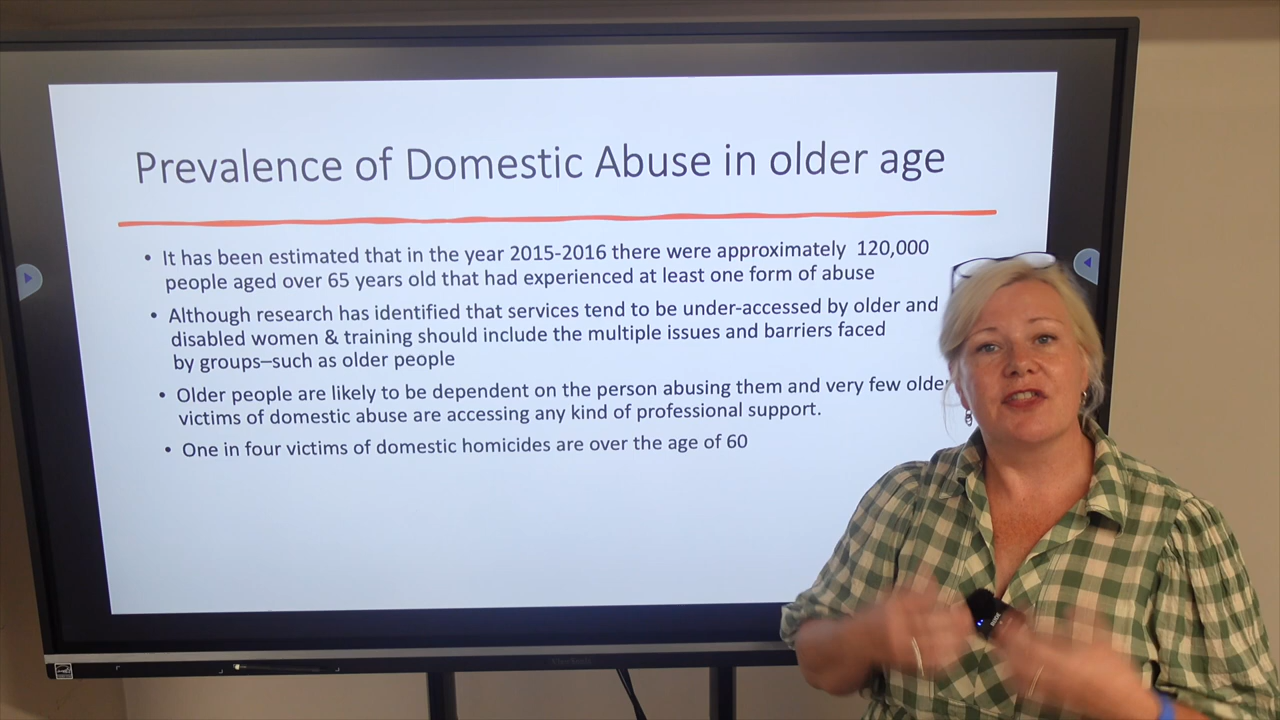 Prevalence of Domestic Abuse in older age
• It has been estimated that in the year 2015-2016 there were approximately 120,000
people aged over 65 years old that had experienced at least one form of abuse
• Although research has identified that services tend to be under-accessed by older and
disabled women & training should include the multiple issues and barriers faced
by groups–such as older people
• Older people are likely to be dependent on the person abusing them and very few older
victims of domestic abuse are accessing any kind of professional support.
• One in four victims of domestic homicides are over the age of 60
ViewSonic